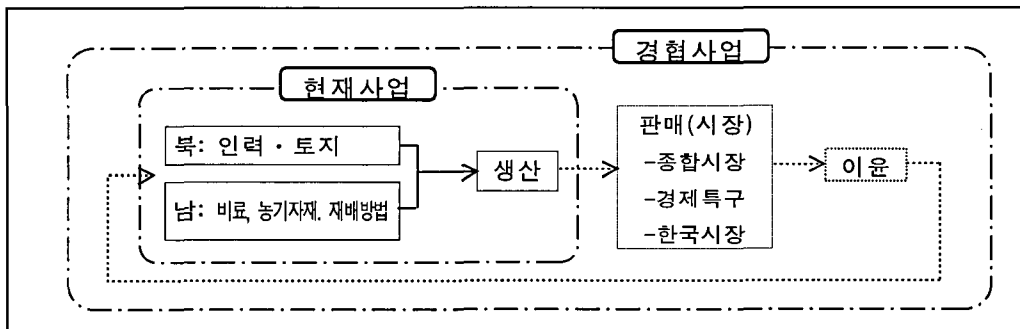 경협사업
현재사업
북: 인력 · 토지
남: 비료, 농기자재. 재배방법
생산
판매(시장)
-종합시장
-경제특구
-한국시장
이윤